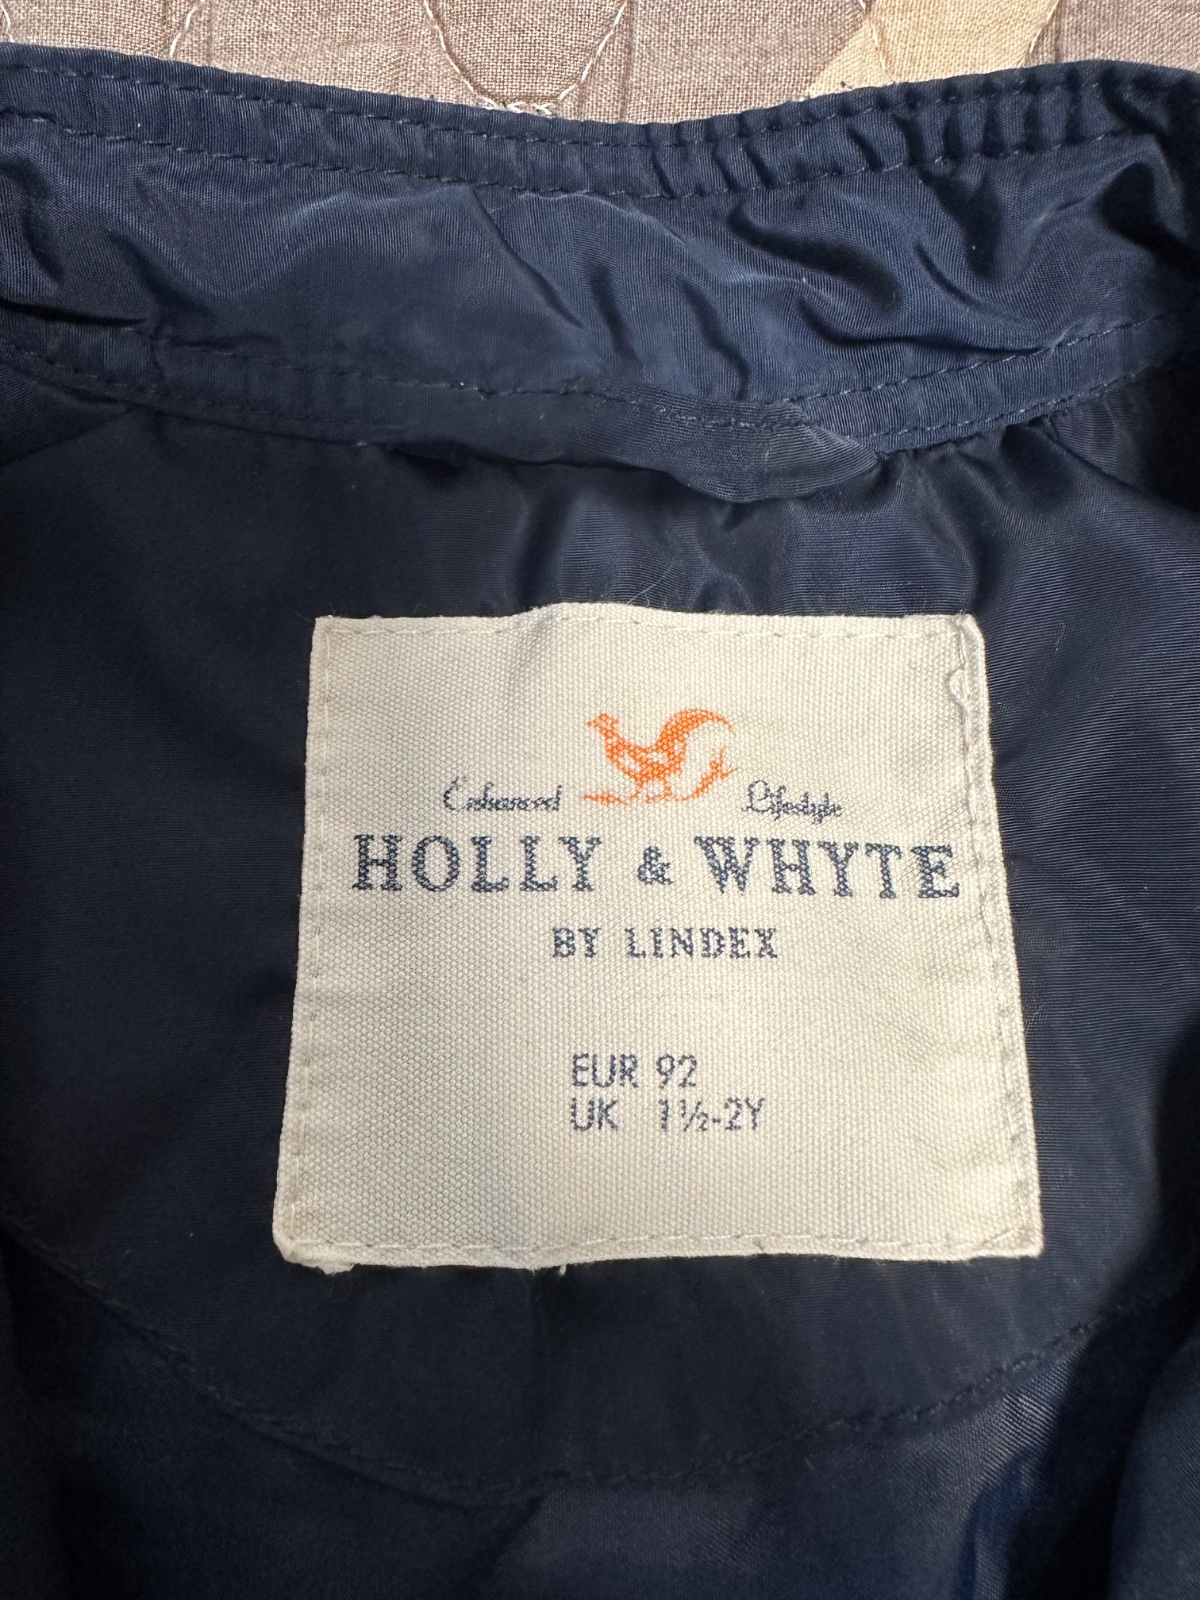 Enhanced Lifestyle
HOLLY & WHYTE
BY LINDEX
EUR 92
UK 1½-2Y